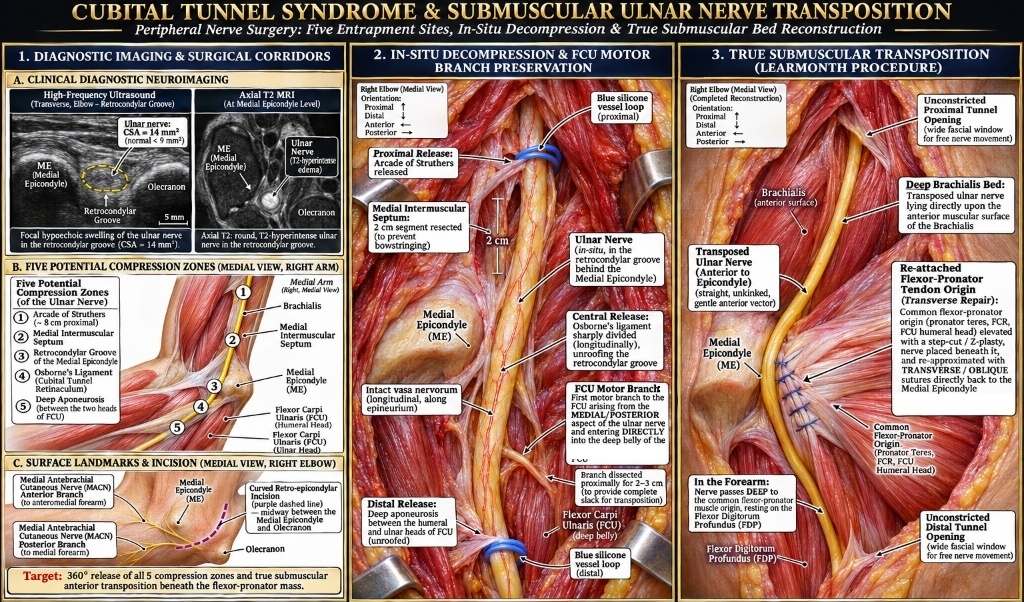 CUBITAL TUNNEL SYNDROME & SUBMUSCULAR ULNAR NERVE TRANSPOSITION
Peripheral Nerve Surgery: Five Entrapment Sites, In-Situ Decompression & True Submuscular Bed Reconstruction
1. DIAGNOSTIC IMAGING & SURGICAL CORRIDORS
A. CLINICAL DIAGNOSTIC NEUROIMAGING
High-Frequency Ultrasound
(Transverse, Elbow – Retrocondylar Groove)
Ulnar nerve:
CSA = 14 mm²
(normal < 9 mm²)
ME
(Medial
Epicondyle)
Olecranon
Retrocondylar
Groove
5 mm
Focal hypoechoic swelling of the ulnar nerve
in the retrocondylar groove (CSA = 14 mm²).
Axial T2 MRI
(At Medial Epicondyle Level)
ME
(Medial
Epicondyle)
Ulnar
Nerve
(T2-hyperintense
edema)
Olecranon
Axial T2: round, T2-hyperintense ulnar
nerve in the retrocondylar groove.
B. FIVE POTENTIAL COMPRESSION ZONES (MEDIAL VIEW, RIGHT ARM)
Five Potential
Compression Zones
(of the Ulnar Nerve)
1 Arcade of Struthers
(~ 8 cm proximal)
2 Medial Intermuscular
Septum
3 Retrocondylar Groove
of the Medial Epicondyle
4 Osborne's Ligament
(Cubital Tunnel
Retinaculum)
5 Deep Aponeurosis
(between the two heads
of FCU)
Medial Arm
(Right, Medial View)
1
2
3
4
5
Brachialis
Medial
Intermuscular
Septum
Medial
Epicondyle
(ME)
Flexor Carpi
Ulnaris (FCU)
(Humeral Head)
Flexor Carpi
Ulnaris (FCU)
(Ulnar Head)
C. SURFACE LANDMARKS & INCISION (MEDIAL VIEW, RIGHT ELBOW)
Medial Antebrachial
Cutaneous Nerve (MACN)
Anterior Branch
(to anteromedial forearm)
Medial Antebrachial
Cutaneous Nerve (MACN)
Posterior Branch
(to medial forearm)
Medial
Epicondyle
(ME)
Curved Retro-epicondylar
Incision
(purple dashed line)
— midway between the
Medial Epicondyle
and Olecranon
Olecranon
Target: 360° release of all 5 compression zones and true submuscular
anterior transposition beneath the flexor-pronator mass.
2. IN-SITU DECOMPRESSION & FCU MOTOR
BRANCH PRESERVATION
Right Elbow (Medial View)
Orientation:
Proximal ↑
Distal ↓
Anterior ←
Posterior →
Blue silicone
vessel loop
(proximal)
Proximal Release:
Arcade of Struthers
released
Medial Intermuscular
Septum:
2 cm segment resected
(to prevent
bowstringing)
2 cm
Ulnar Nerve
(in-situ, in the
retrocondylar groove
behind the
Medial Epicondyle)
Medial
Epicondyle
(ME)
Central Release:
Osborne's ligament
sharply divided
(longitudinally),
unroofing the
retrocondylar groove
Intact vasa nervorum
(longitudinal, along
epineurium)
FCU Motor Branch
First motor branch to the
FCU arising from the
MEDIAL/POSTERIOR
aspect of the ulnar nerve
and entering DIRECTLY
into the deep belly of the
FCU
Branch dissected
proximally for 2–3 cm
(to provide complete
slack for transposition)
Distal Release:
Deep aponeurosis
between the humeral
and ulnar heads of FCU
(unroofed)
Flexor Carpi
Ulnaris (FCU)
(deep belly)
Blue silicone
vessel loop
(distal)
3. TRUE SUBMUSCULAR TRANSPOSITION
(LEARMONTH PROCEDURE)
Right Elbow (Medial View)
(Completed Reconstruction)
Orientation:
Proximal ↑
Distal ↓
Anterior ←
Posterior →
Unconstricted
Proximal Tunnel
Opening
(wide fascial window
for free nerve movement)
Brachialis
(anterior surface)
Deep Brachialis Bed:
Transposed ulnar nerve
lying directly upon the
anterior muscular surface
of the Brachialis
Transposed
Ulnar Nerve
(Anterior to
Epicondyle)
(straight, unkinked,
gentle anterior vector)
Re-attached
Flexor-Pronator
Tendon Origin
(Transverse Repair):
Common flexor-pronator
origin (pronator teres, FCR,
FCU humeral head) elevated
with a step-cut / Z-plasty,
nerve placed beneath it,
and re-approximated with
TRANSVERSE / OBLIQUE
sutures directly back to the
Medial Epicondyle
Medial
Epicondyle
(ME)
Common
Flexor-Pronator
Origin
(Pronator Teres,
FCR, FCU
Humeral Head)
In the Forearm:
Nerve passes DEEP to
the common flexor-pronator
muscle origin, resting on the
Flexor Digitorum
Profundus (FDP)
Flexor Digitorum
Profundus (FDP)
Unconstricted
Distal Tunnel
Opening
(wide fascial window
for free nerve movement)